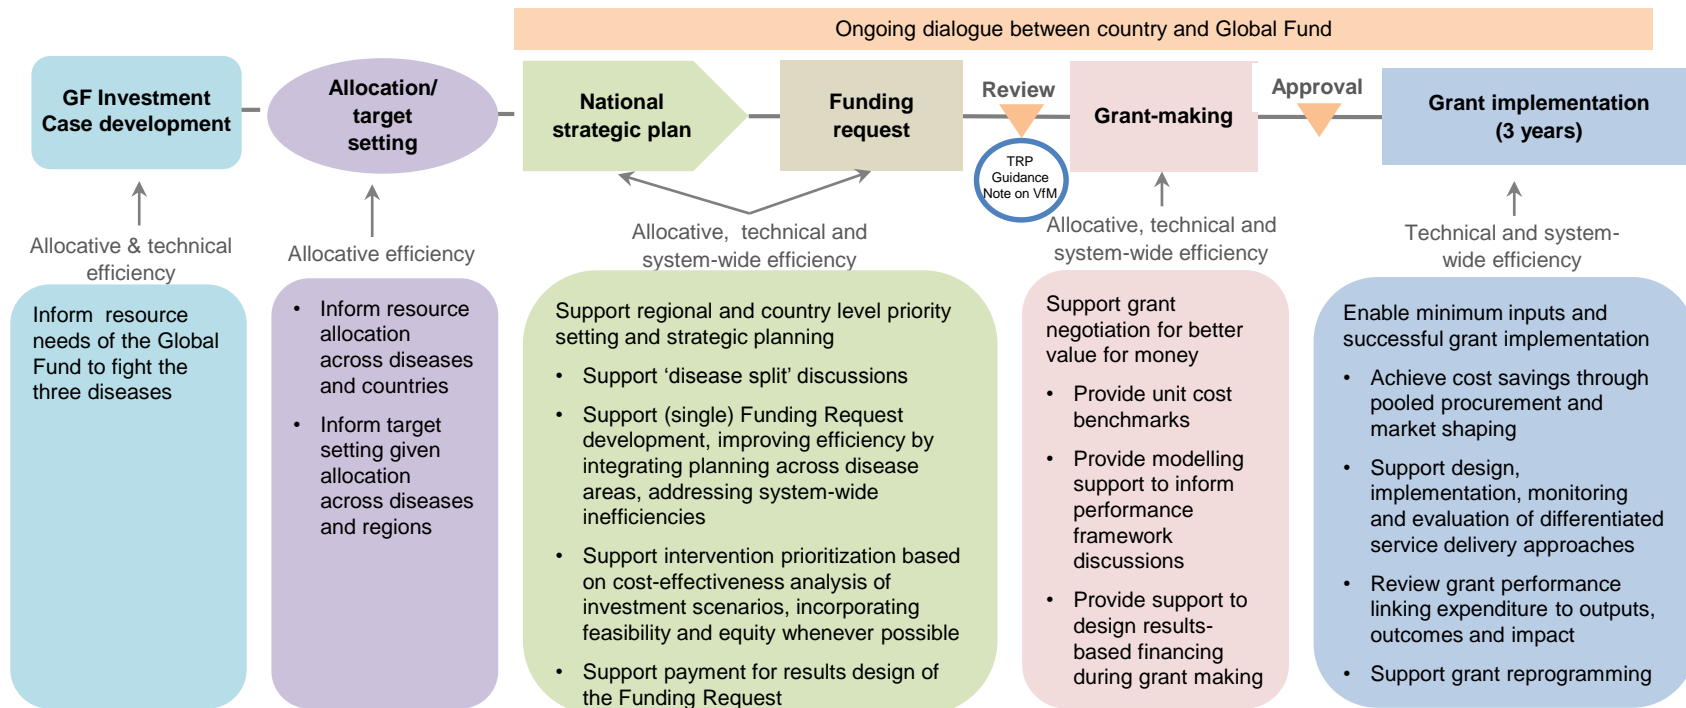 Ongoing dialogue between country and Global Fund
GF Investment
Case development
Allocation/
target
setting
National
strategic plan
Funding
request
Review
TRP
Guidance
Note on VfM
Grant-making
Approval
Grant implementation
(3 years)
Allocative & technical
efficiency
Allocative efficiency
Allocative, technical and
system-wide efficiency
Allocative, technical and
system-wide efficiency
Technical and system-
wide efficiency
Inform resource
needs of the Global
Fund to fight the
three diseases
• Inform resource
allocation
across diseases
and countries
• Inform target
setting given
allocation
across diseases
and regions
Support regional and country level priority
setting and strategic planning
• Support ‘disease split’ discussions
• Support (single) Funding Request
development, improving efficiency by
integrating planning across disease
areas, addressing system-wide
inefficiencies
• Support intervention prioritization based
on cost-effectiveness analysis of
investment scenarios, incorporating
feasibility and equity whenever possible
• Support payment for results design of
the Funding Request
Support grant
negotiation for better
value for money
• Provide unit cost
benchmarks
• Provide modelling
support to inform
performance
framework
discussions
• Provide support to
design results-
based financing
during grant making
Enable minimum inputs and
successful grant implementation
• Achieve cost savings through
pooled procurement and
market shaping
• Support design,
implementation, monitoring
and evaluation of differentiated
service delivery approaches
• Review grant performance
linking expenditure to outputs,
outcomes and impact
• Support grant reprogramming